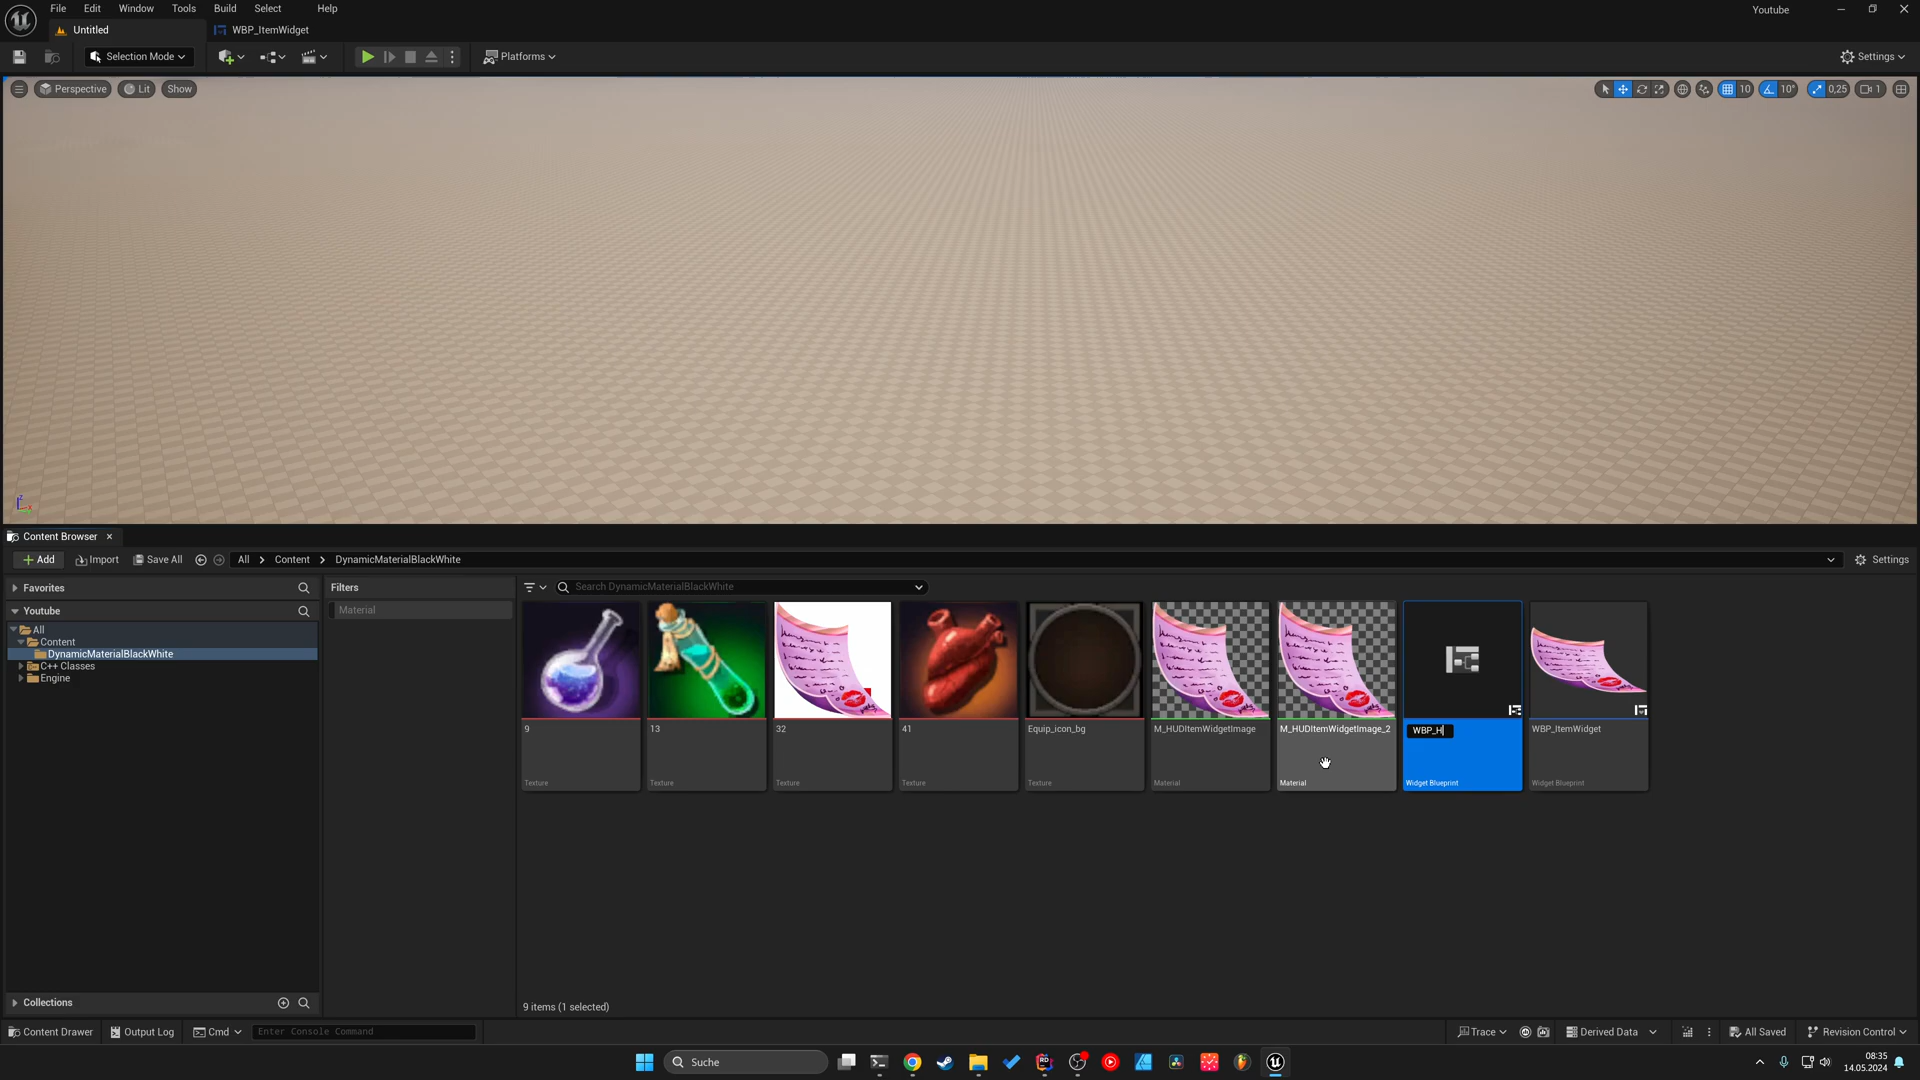 File Edit Window Tools Build Select Help
Youtube
Untitled
WBP_ItemWidget
Selection Mode
Platforms
Settings
Perspective
Lit
Show
10
10°
0,25
1
Content Browser
Add
Import
Save All
All
Content
DynamicMaterialBlackWhite
Settings
Favorites
Filters
Search DynamicMaterialBlackWhite
Youtube
Material
All
Content
DynamicMaterialBlackWhite
C++ Classes
Engine
9
13
32
41
Equip_icon_bg
M_HUDItemWidgetImage
M_HUDItemWidgetImage_2
WBP_H
WBP_ItemWidget
Texture
Texture
Texture
Texture
Texture
Material
Material
Widget Blueprint
Widget Blueprint
Collections
9 items (1 selected)
Content Drawer
Output Log
Cmd
Enter Console Command
Trace
Derived Data
All Saved
Revision Control
Suche
08:35
14.05.2024